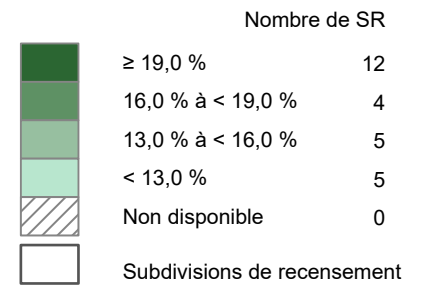 Nombre de SR
≥ 19,0 % 12
16,0 % à < 19,0 % 4
13,0 % à < 16,0 % 5
< 13,0 % 5
Non disponible 0
Subdivisions de recensement